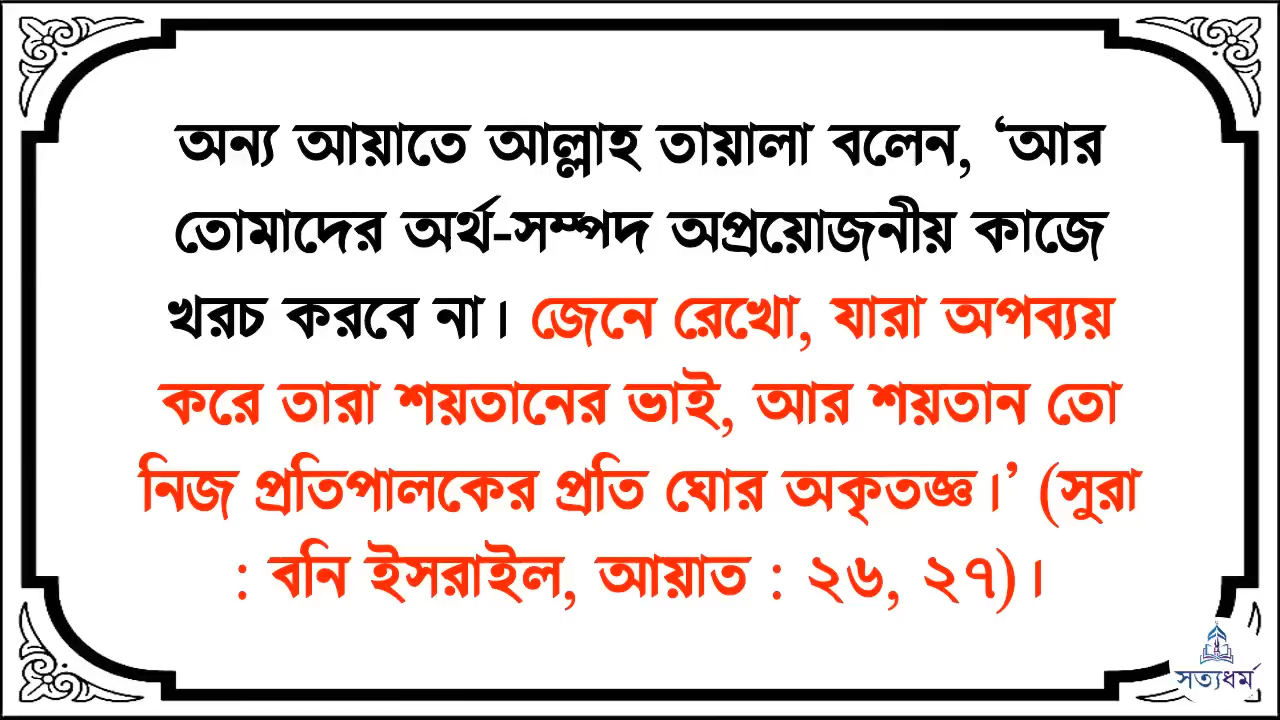 অন্য আয়াতে আল্লাহ তায়ালা বলেন, ‘আর
তোমাদের অর্থ-সম্পদ অপ্রয়োজনীয় কাজে
খরচ করবে না। জেনে রেখো, যারা অপব্যয়
করে তারা শয়তানের ভাই, আর শয়তান তো
নিজ প্রতিপালকের প্রতি ঘোর অকৃতজ্ঞ।’ (সুরা
: বনি ইসরাইল, আয়াত : ২৬, ২৭)।
সত্যধর্ম